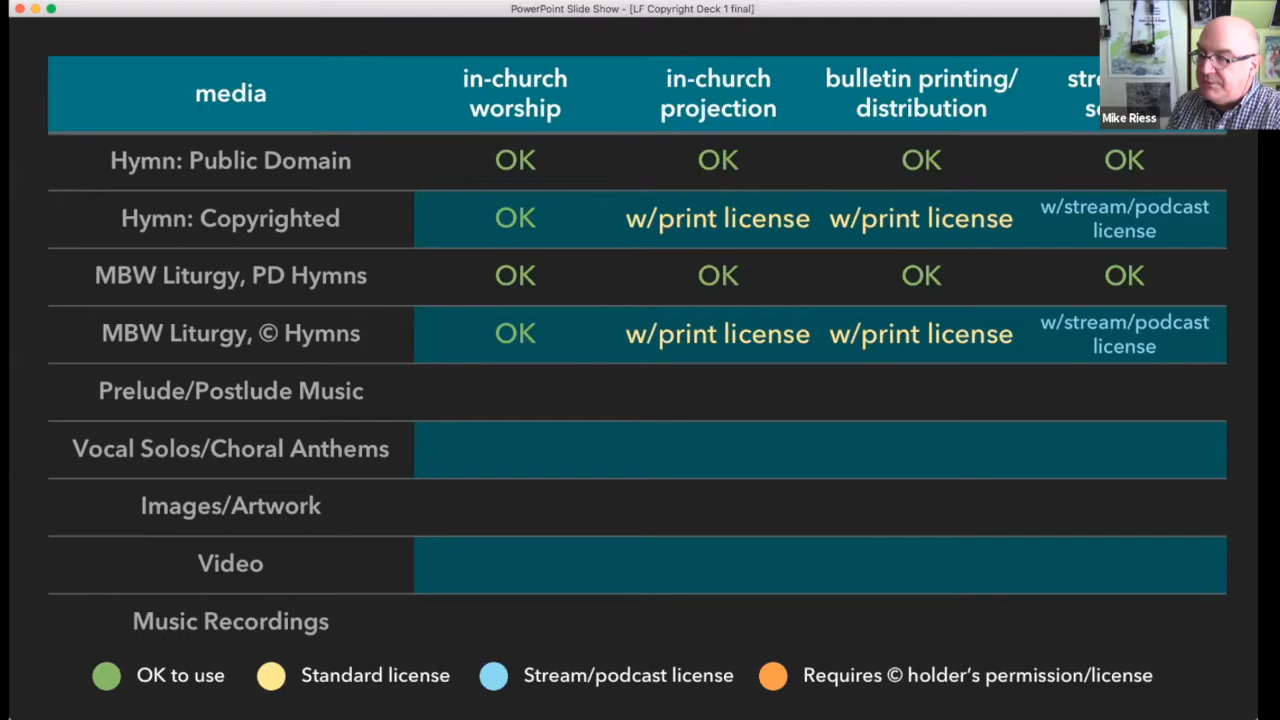 PowerPoint Slide Show - [LF Copyright Deck 1 final]
Mike Riess
media
in-church
worship
in-church
projection
bulletin printing/
distribution
Hymn: Public Domain OK OK OK OK
Hymn: Copyrighted OK w/print license w/print license w/stream/podcast
license
MBW Liturgy, PD Hymns OK OK OK OK
MBW Liturgy, © Hymns OK w/print license w/print license w/stream/podcast
license
Prelude/Postlude Music
Vocal Solos/Choral Anthems
Images/Artwork
Video
Music Recordings
OK to use Standard license Stream/podcast license Requires © holder's permission/license